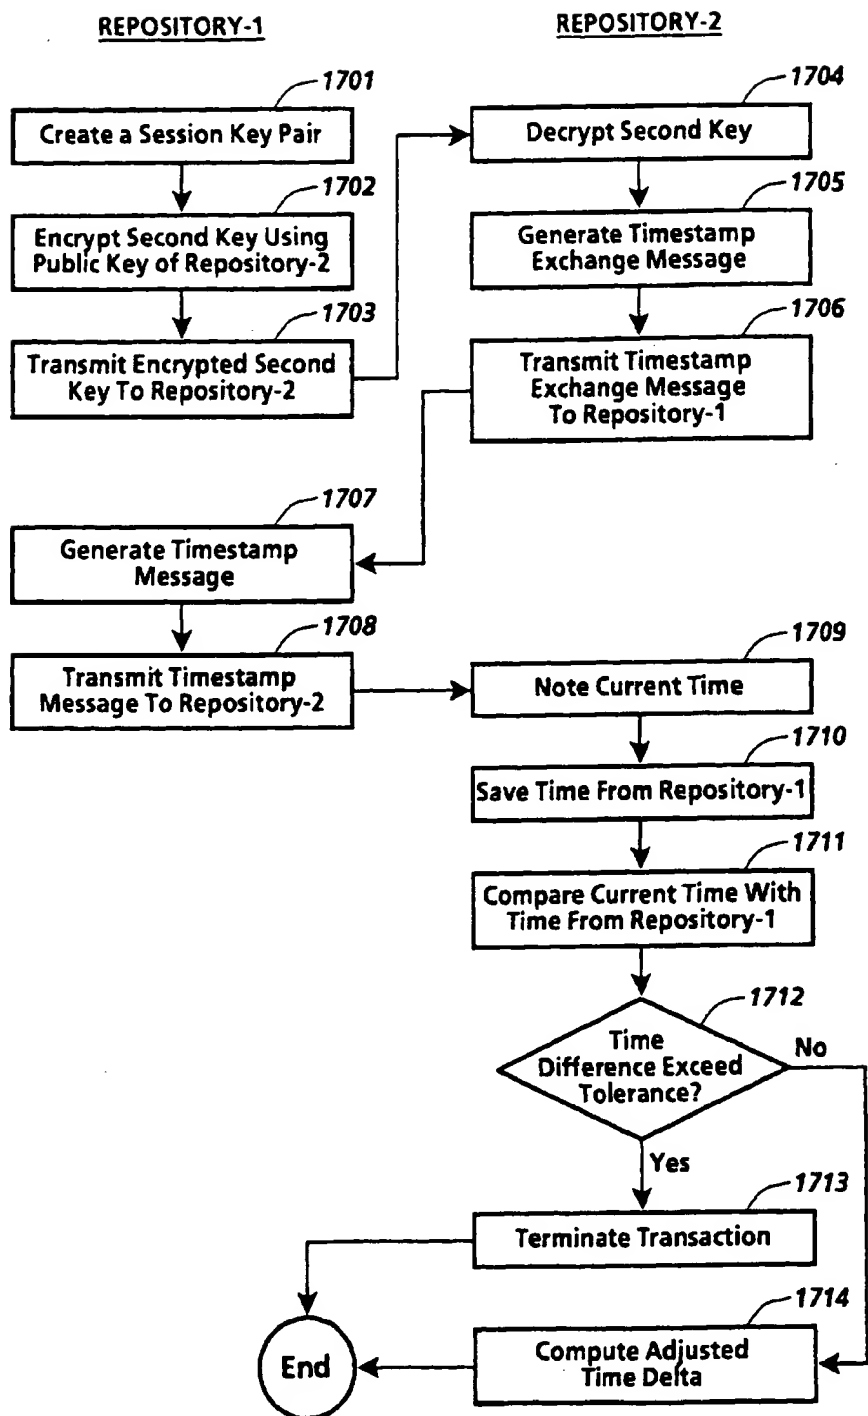 REPOSITORY-1
REPOSITORY-2
1701
Create a Session Key Pair
1702
Encrypt Second Key Using
Public Key of Repository-2
1703
Transmit Encrypted Second
Key To Repository-2
1704
Decrypt Second Key
1705
Generate Timestamp
Exchange Message
1706
Transmit Timestamp
Exchange Message
To Repository-1
1707
Generate Timestamp
Message
1708
Transmit Timestamp
Message To Repository-2
1709
Note Current Time
1710
Save Time From Repository-1
1711
Compare Current Time With
Time From Repository-1
1712
Time
Difference Exceed
Tolerance?
No
Yes
1713
Terminate Transaction
1714
Compute Adjusted
Time Delta
End